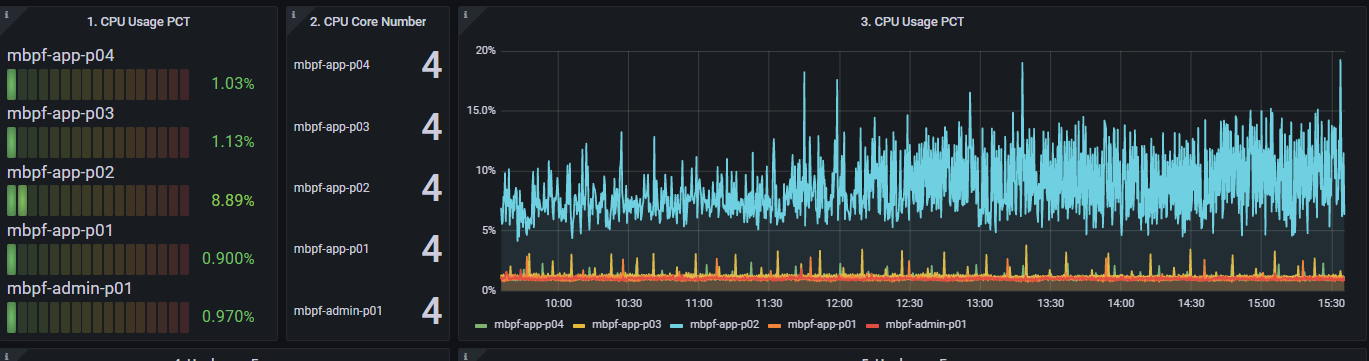 1. CPU Usage PCT
mbpf-app-p04
1.03%
mbpf-app-p03
1.13%
mbpf-app-p02
8.89%
mbpf-app-p01
0.900%
mbpf-admin-p01
0.970%
2. CPU Core Number
mbpf-app-p04
4
mbpf-app-p03
4
mbpf-app-p02
4
mbpf-app-p01
4
mbpf-admin-p01
4
3. CPU Usage PCT
20%
15.0%
10%
5%
0%
10:00 10:30 11:00 11:30 12:00 12:30 13:00 13:30 14:00 14:30 15:00 15:30
mbpf-app-p04 mbpf-app-p03 mbpf-app-p02 mbpf-app-p01 mbpf-admin-p01